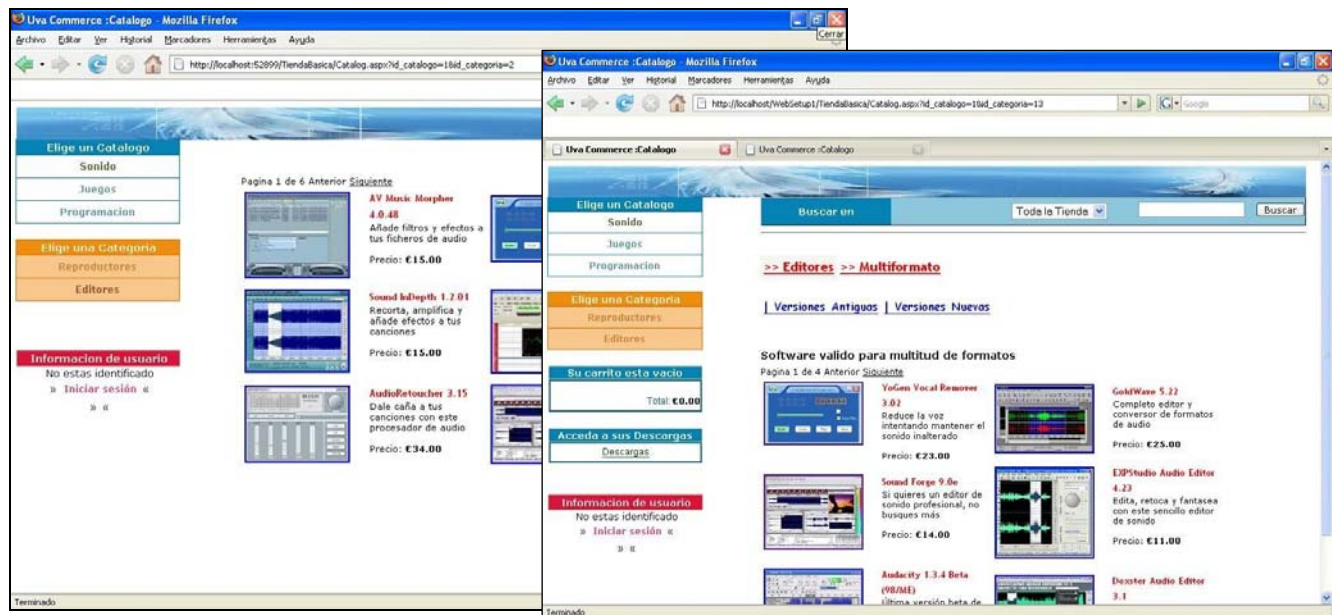 Uva Commerce :Catalogo - Mozilla Firefox
Archivo Editar Ver Historial Marcadores Herramientas Ayuda
Cerrar
http://localhost:52899/TiendaBasica/Catalog.aspx?id_catalogo=1&id_categoria=2
Elige un Catalogo
Sonido
Juegos
Programacion
Elige una Categoria
Reproductores
Editores
Informacion de usuario
No estas identificado
» Iniciar sesión «
» «
Pagina 1 de 6 Anterior Siguiente
AV Music Morpher
4.0.48
Añade filtros y efectos a
tus ficheros de audio
Precio: €15.00
Sound InDepth 1.2.01
Recorta, amplifica y
añade efectos a tus
canciones
Precio: €15.00
AudioRetoucher 3.15
Dale caña a tus
canciones con este
procesador de audio
Precio: €34.00
Terminado
Uva Commerce :Catalogo - Mozilla Firefox
Archivo Editar Ver Historial Marcadores Herramientas Ayuda
http://localhost/WebSetup1/TiendaBasica/Catalog.aspx?id_catalogo=1&id_categoria=13
Google
Uva Commerce :Catalogo
Uva Commerce :Catalogo
Elige un Catalogo
Sonido
Juegos
Programacion
Elige una Categoria
Reproductores
Editores
Su carrito esta vacio
Total: €0.00
Acceda a sus Descargas
Descargas
Informacion de usuario
No estas identificado
» Iniciar sesión «
» «
Buscar en
Toda la Tienda
Buscar
>> Editores >> Multiformato
| Versiones Antiguas | Versiones Nuevas
Software valido para multitud de formatos
Pagina 1 de 4 Anterior Siguiente
YoGen Vocal Remover
3.02
Reduce la voz
intentando mantener el
sonido inalterado
Precio: €23.00
GoldWave 5.22
Completo editor y
conversor de formatos
de audio
Precio: €25.00
Sound Forge 9.0e
Si quieres un editor de
sonido profesional, no
busques más
Precio: €14.00
EXPStudio Audio Editor
4.23
Edita, retoca y fantasea
con este sencillo editor
de sonido
Precio: €11.00
Audacity 1.3.4 Beta
(98/ME)
Última versión beta de
Dexster Audio Editor
3.1
Terminado